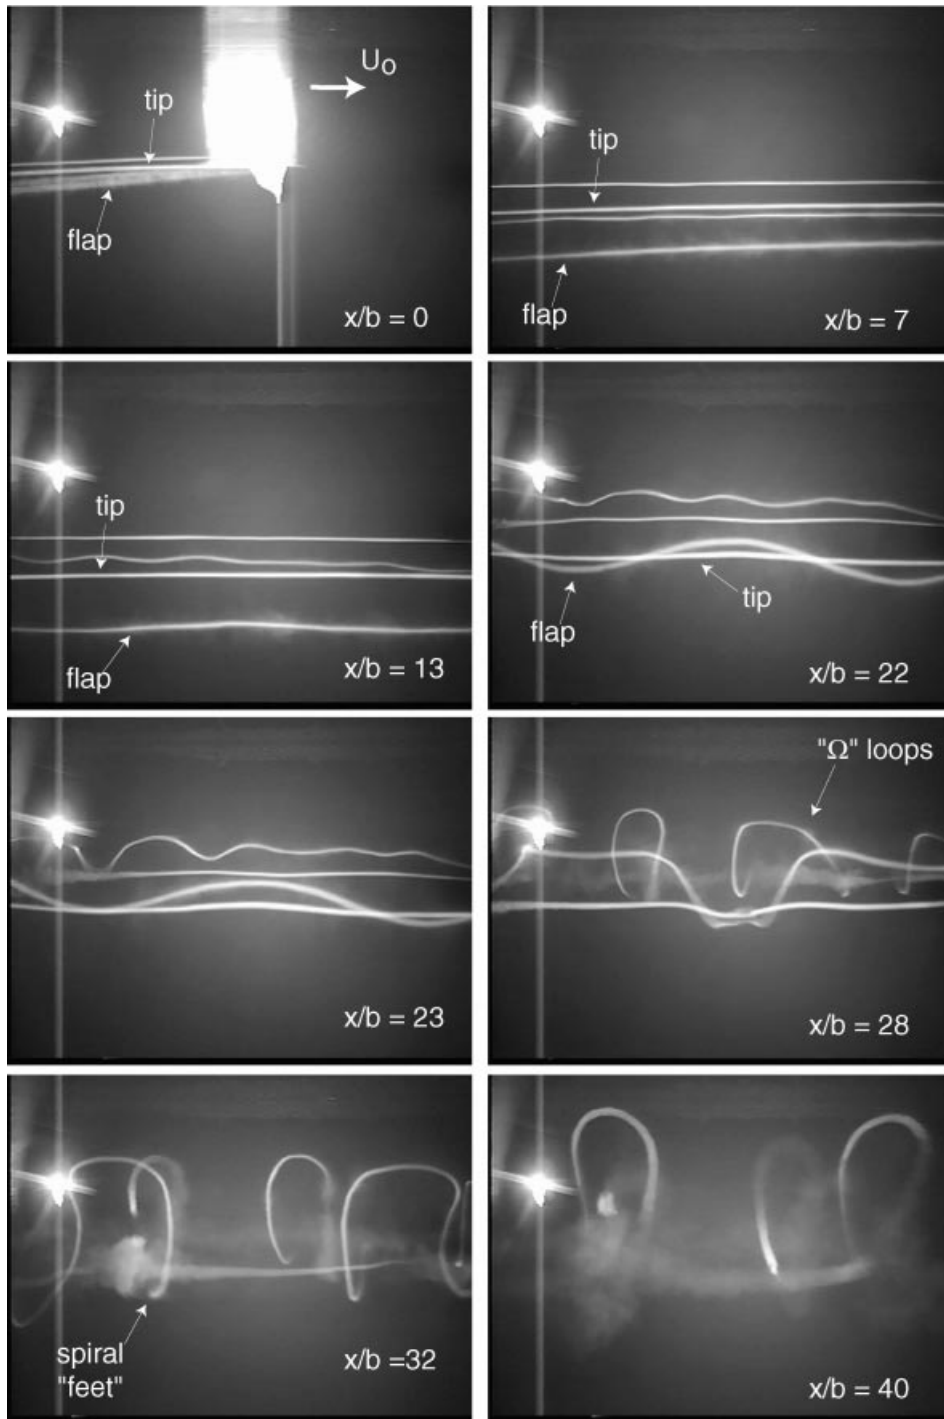 U₀
tip
flap
x/b = 0
tip
flap
x/b = 7
tip
flap
x/b = 13
flap
tip
x/b = 22
x/b = 23
"Ω" loops
x/b = 28
spiral
"feet"
x/b =32
x/b = 40